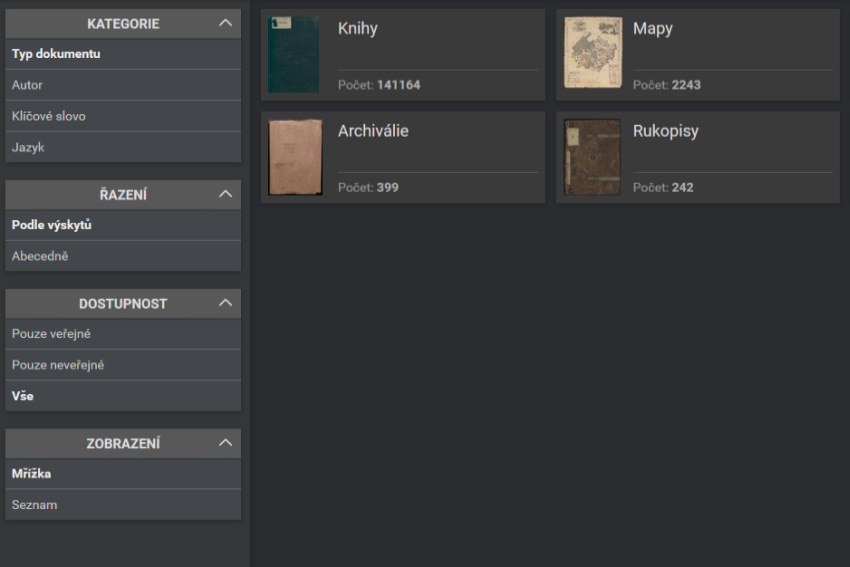 KATEGORIE
Typ dokumentu
Autor
Klíčové slovo
Jazyk
ŘAZENÍ
Podle výskytů
Abecedně
DOSTUPNOST
Pouze veřejné
Pouze neveřejné
Vše
ZOBRAZENÍ
Mřížka
Seznam
Knihy
Počet: 141164
Mapy
Počet: 2243
Archiválie
Počet: 399
Rukopisy
Počet: 242